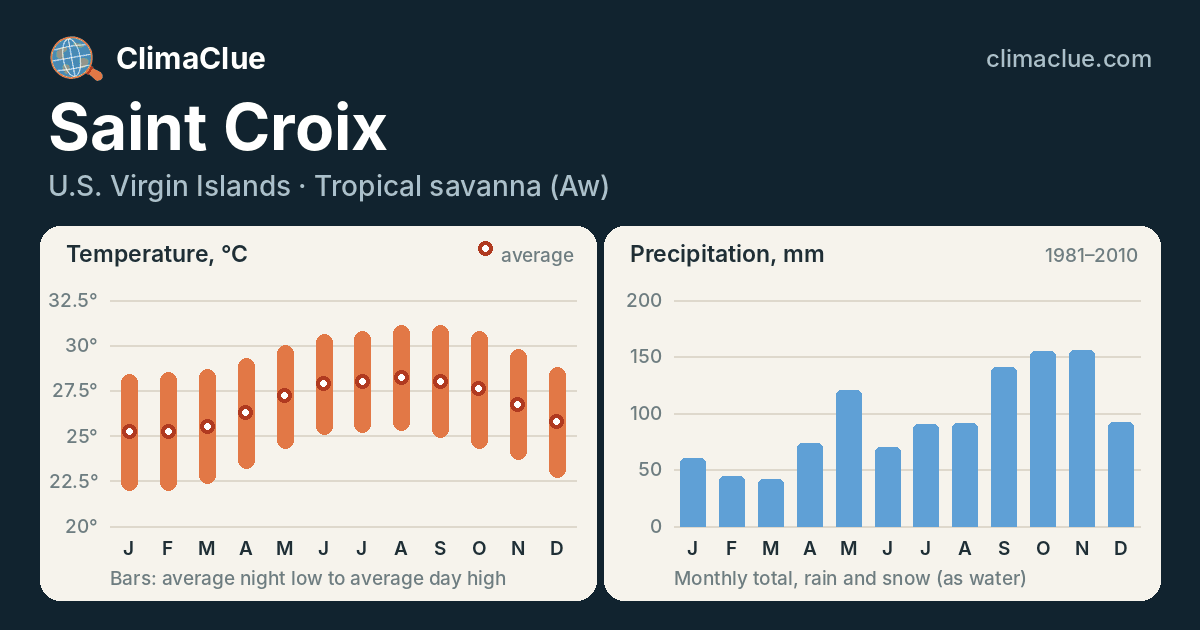 ClimaClue
climaclue.com
Saint Croix
U.S. Virgin Islands · Tropical savanna (Aw)
Temperature, °C
average
32.5°
30°
27.5°
25°
22.5°
20°
J F M A M J J A S O N D
Bars: average night low to average day high
Precipitation, mm
1981–2010
200
150
100
50
0
J F M A M J J A S O N D
Monthly total, rain and snow (as water)